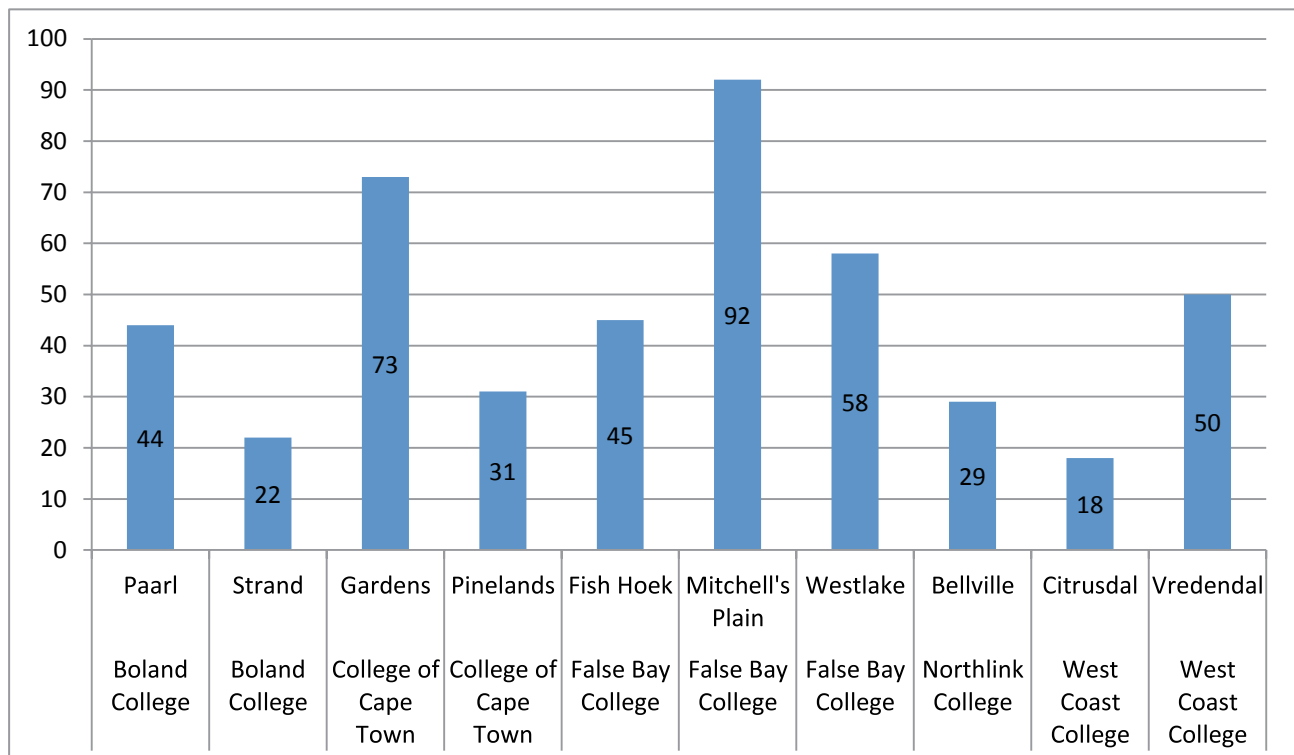 100
90
80
70
60
50
40
30
20
10
0
44
22
73
31
45
92
58
29
18
50
Paarl
Strand
Gardens
Pinelands
Fish Hoek
Mitchell's
Plain
Westlake
Bellville
Citrusdal
Vredendal
Boland
College
Boland
College
College of
Cape
Town
College of
Cape
Town
False Bay
College
False Bay
College
False Bay
College
Northlink
College
West
Coast
College
West
Coast
College